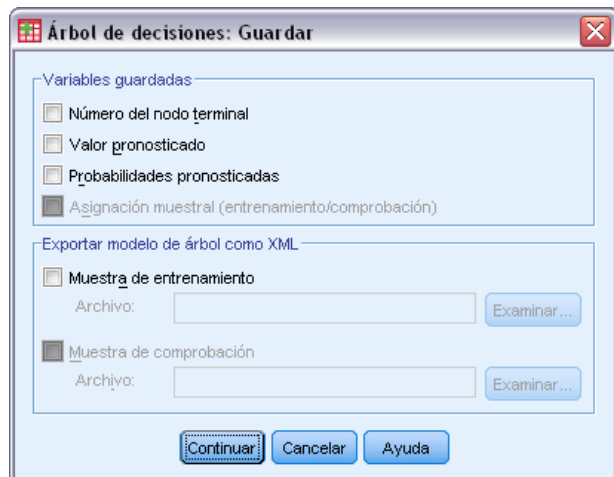 Árbol de decisiones: Guardar
Variables guardadas
Número del nodo terminal
Valor pronosticado
Probabilidades pronosticadas
Asignación muestral (entrenamiento/comprobación)
Exportar modelo de árbol como XML
Muestra de entrenamiento
Archivo: Examinar...
Muestra de comprobación
Archivo: Examinar...
Continuar Cancelar Ayuda